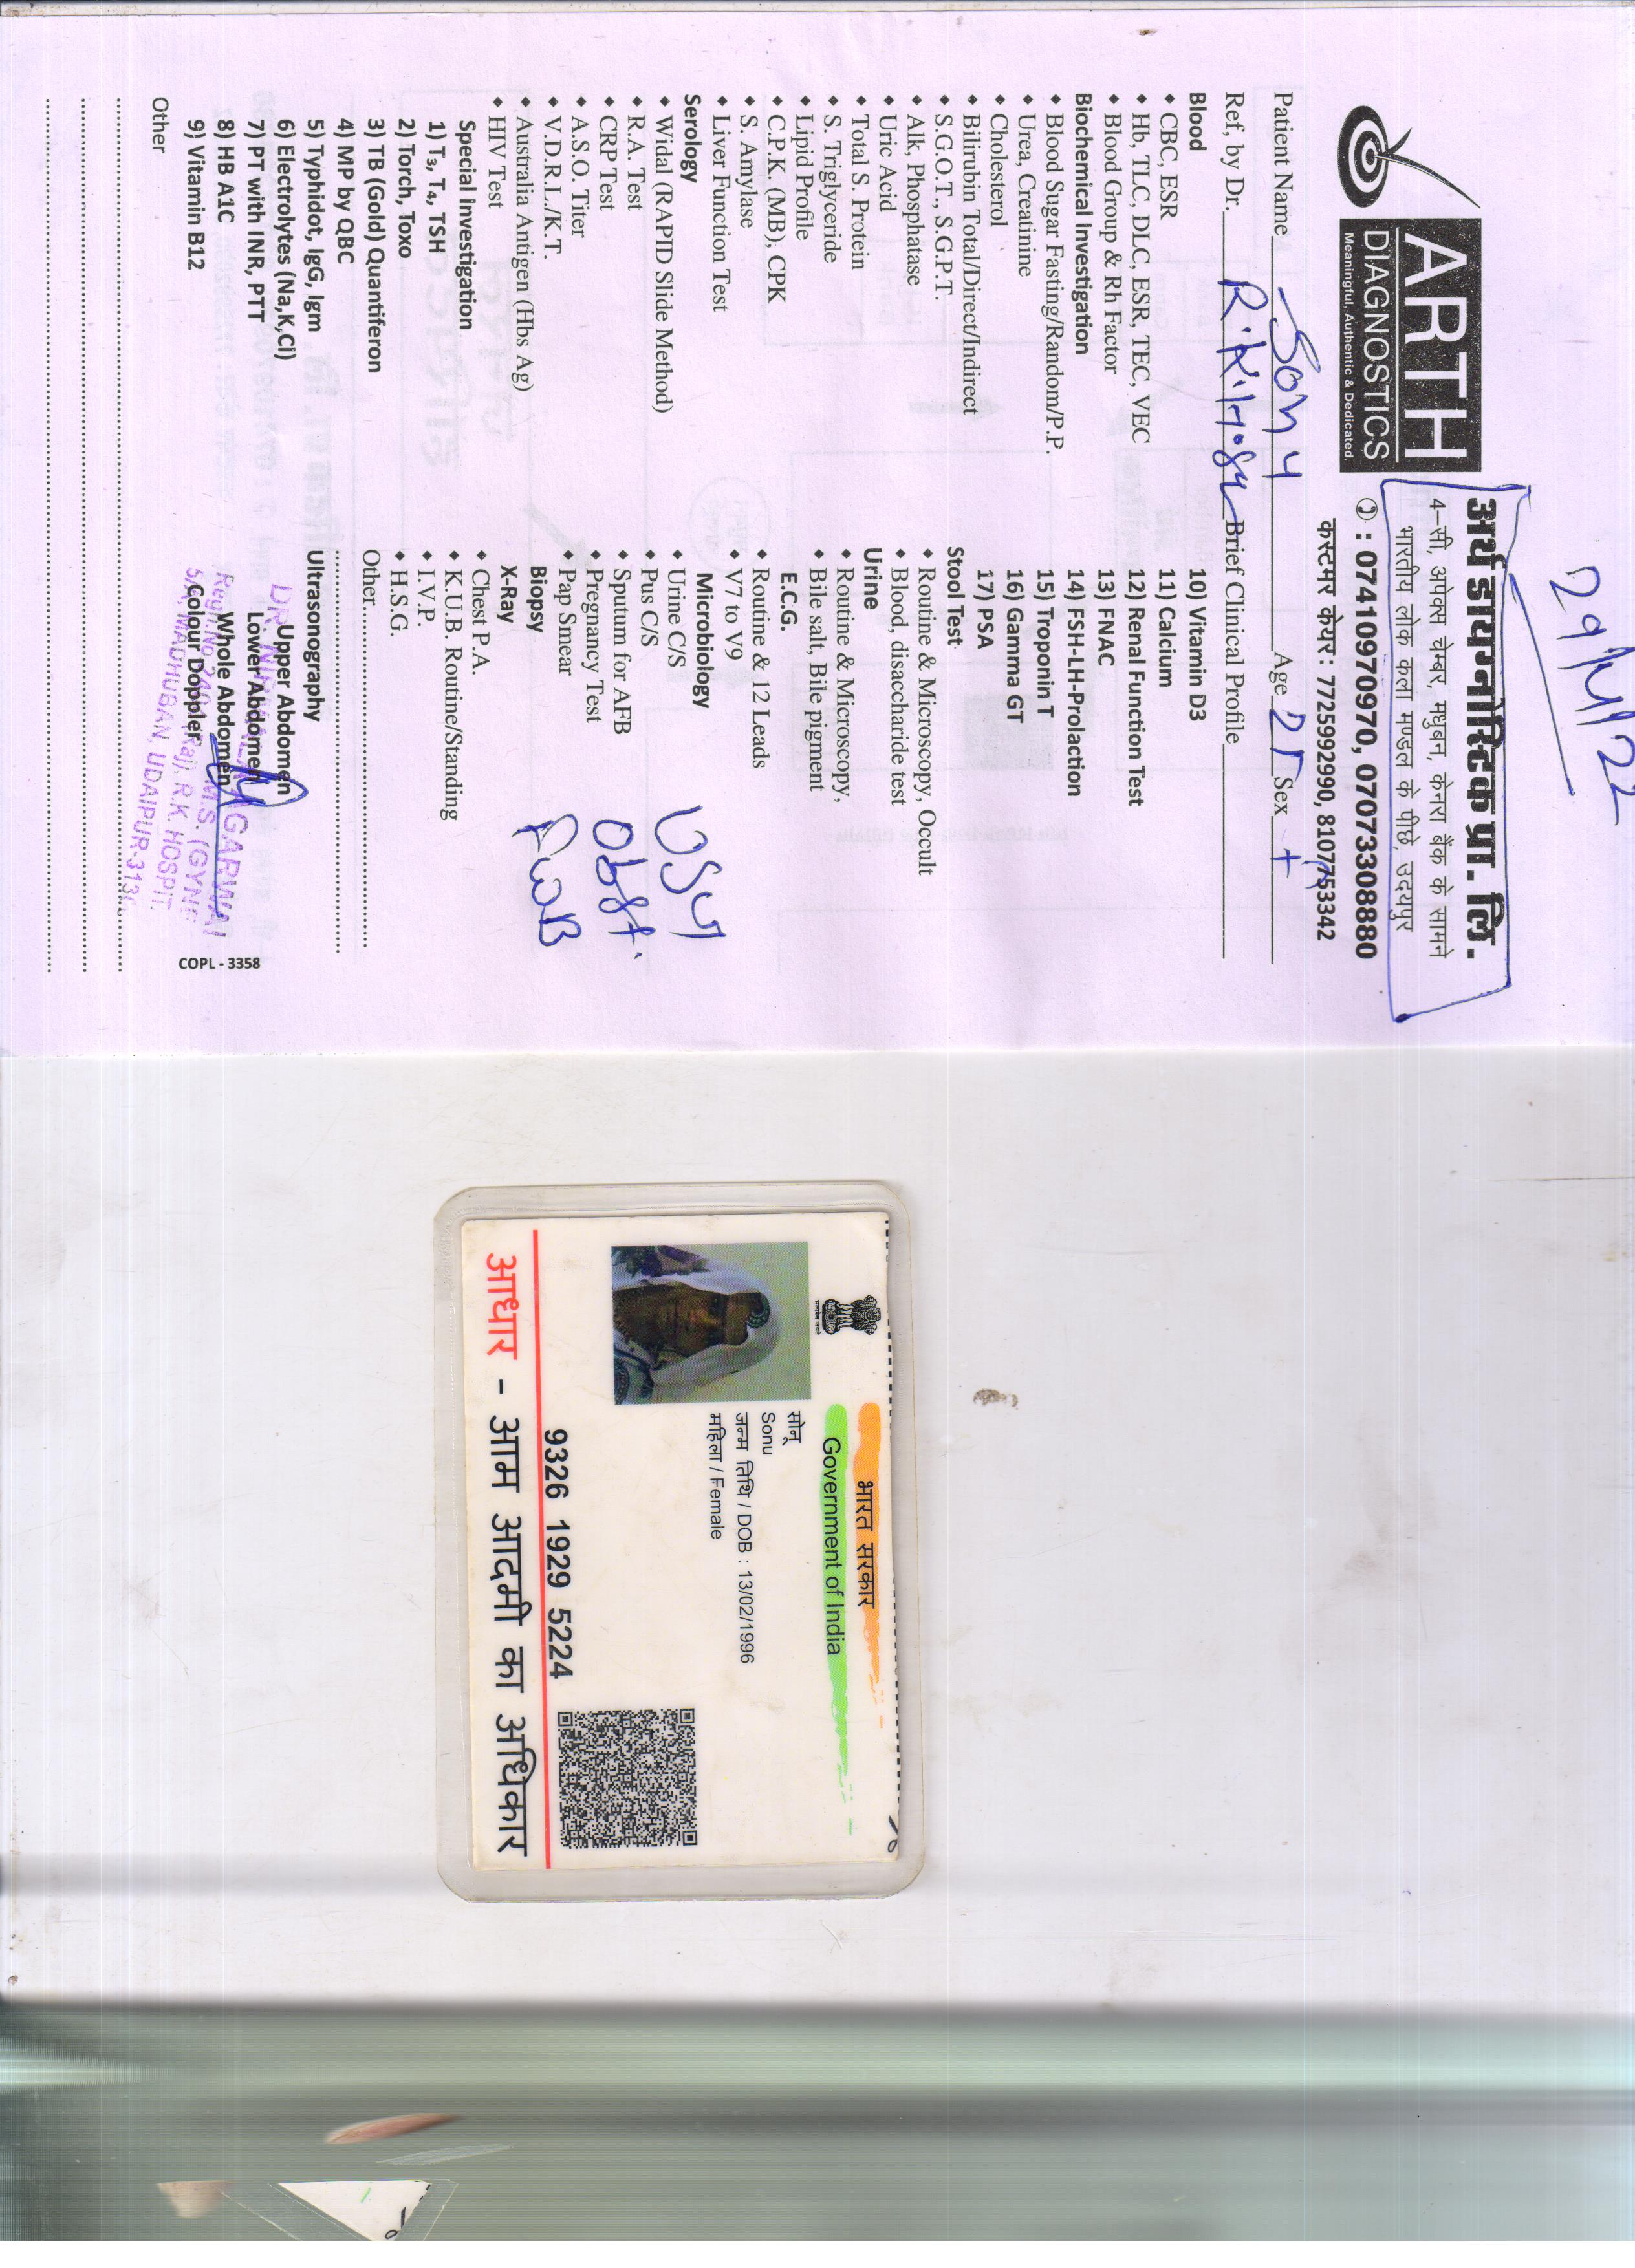 29/4/22
ARTH
DIAGNOSTICS
Meaningful, Authentic & Dedicated.
अर्थ डायग्नोस्टिक प्रा. लि.
4–सी, अपेक्स चेम्बर, मधुबन, केनरा बैंक के सामने
भारतीय लोक कला मण्डल के पीछे, उदयपुर
: 07410970970, 07073308880
कस्टमर केयर : 7725992990, 8107753342
Patient Name Sonu Age Sex
Ref, by Dr. Brief Clinical Profile
Blood
• CBC, ESR
• Hb, TLC, DLC, ESR, TEC, VEC
• Blood Group & Rh Factor
Biochemical Investigation
• Blood Sugar Fasting/Random/P.P.
• Urea, Creatinine
• Cholesterol
• Bilirubin Total/Direct/Indirect
• S.G.O.T., S.G.P.T.
• Alk, Phosphatase
• Uric Acid
• Total S. Protein
• S. Triglyceride
• Lipid Profile
• C.P.K. (MB), CPK
• S. Amylase
• Liver Function Test
Serology
• Widal (RAPID Slide Method)
• R.A. Test
• CRP Test
• A.S.O. Titer
• V.D.R.L./K.T.
• Australia Antigen (Hbs Ag)
• HIV Test
Special Investigation
1) T₃, T₄, TSH
2) Torch, Toxo
3) TB (Gold) Quantiferon
4) MP by QBC
5) Typhidot, IgG, Igm
6) Electrolytes (Na,K,Cl)
7) PT with INR, PTT
8) HB A1C
9) Vitamin B12
Other
10) Vitamin D3
11) Calcium
12) Renal Function Test
13) FNAC
14) FSH-LH-Prolaction
15) Troponin T
16) Gamma GT
17) PSA
Stool Test
• Routine & Microscopy, Occult
• Blood, disaccharide test
Urine
• Routine & Microscopy,
• Bile salt, Bile pigment
E.C.G.
• Routine & 12 Leads
• V7 to V9
Microbiology
• Urine C/S
• Pus C/S
• Sputum for AFB
• Pregnancy Test
• Pap Smear
Biopsy
X-Ray
• Chest P.A.
• K.U.B. Routine/Standing
• I.V.P.
• H.S.G.
Other
Ultrasonography
Upper Abdomen
Lower Abdomen
Whole Abdomen
Colour Doppler
USG
Obst.
M.S. (GYNE
R.K. HOSPIT
MADHUBAN, UDAIPUR-313
COPL - 3358
भारत सरकार
Government of India
सोनू
Sonu
जन्म तिथि / DOB : 13/02/1996
महिला / Female
9326 1929 5224
आधार - आम आदमी का अधिकार